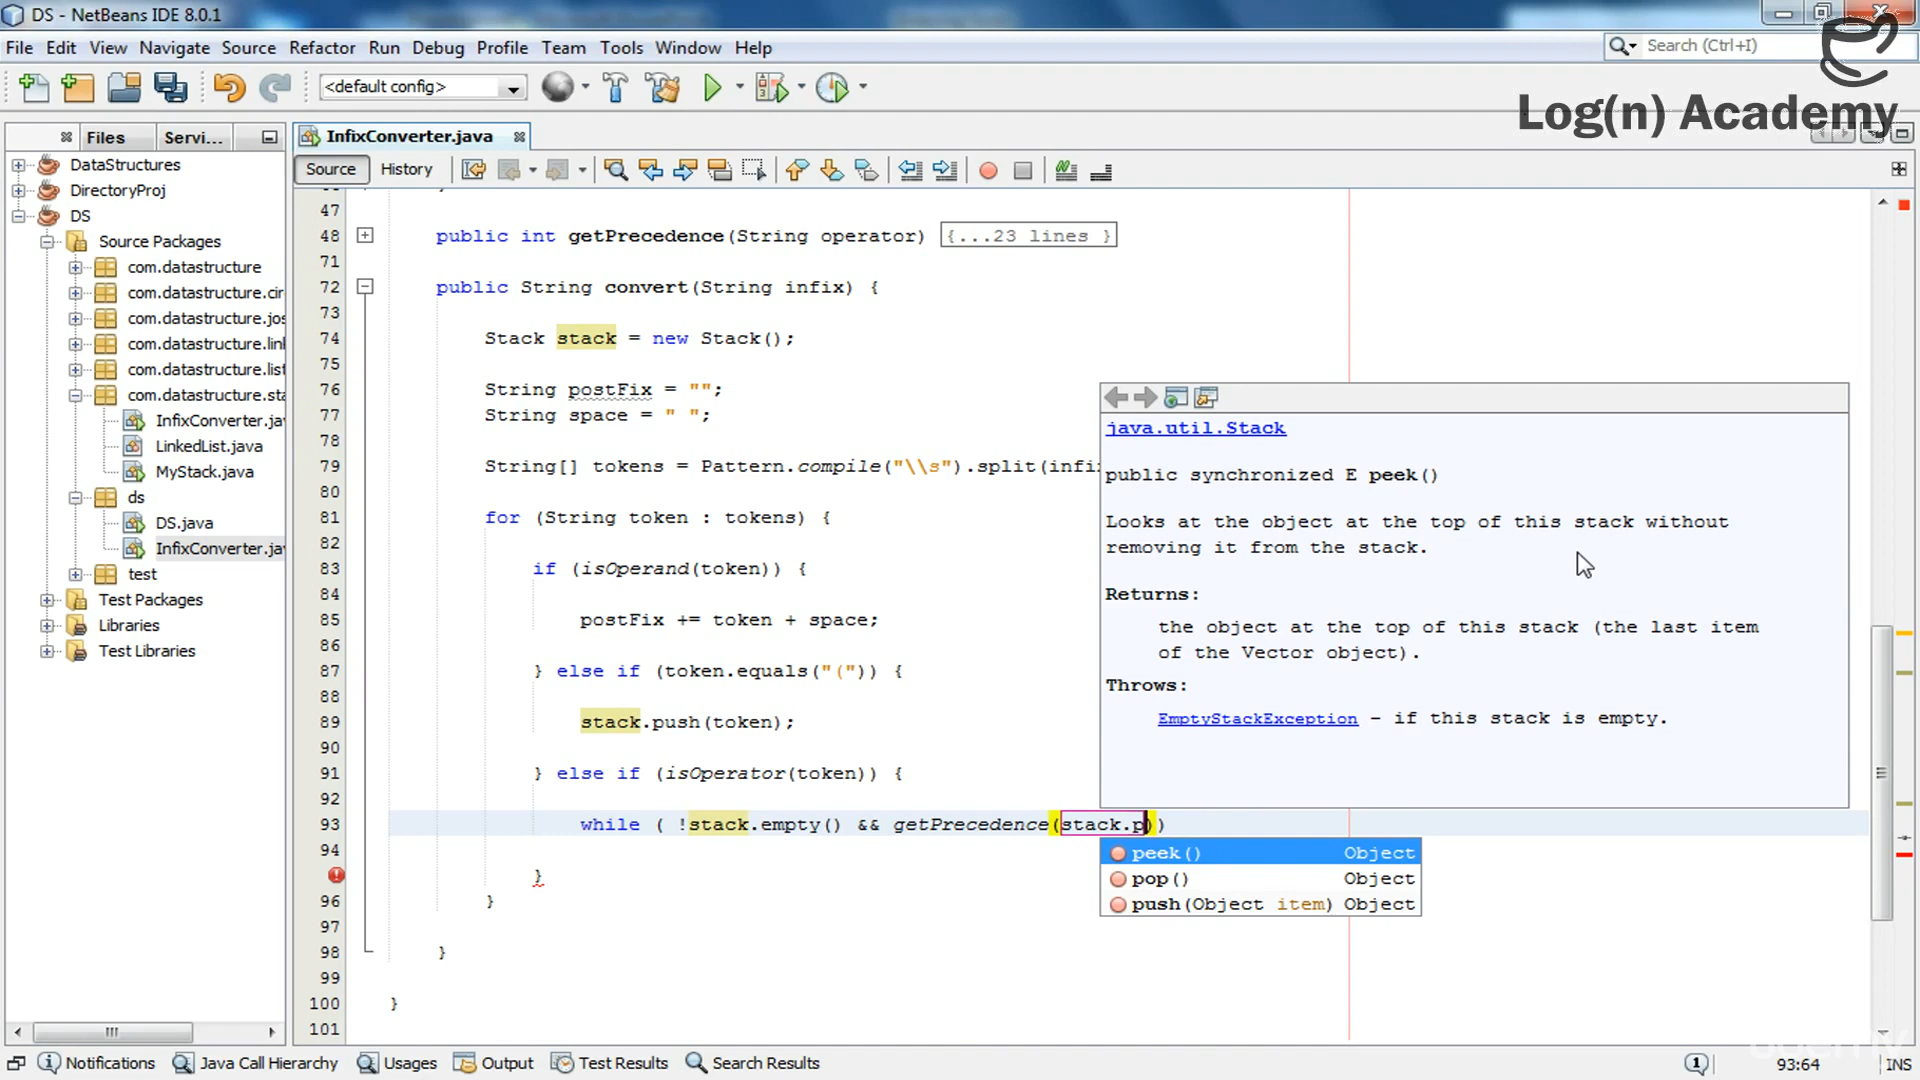 DS - NetBeans IDE 8.0.1
File Edit View Navigate Source Refactor Run Debug Profile Team Tools Window Help
Search (Ctrl+I)
<default config>
Log(n) Academy
Files Servi...
InfixConverter.java
Source History
DataStructures
DirectoryProj
DS
Source Packages
com.datastructure
com.datastructure.cir
com.datastructure.jos
com.datastructure.link
com.datastructure.list
com.datastructure.sta
InfixConverter.jav
LinkedList.java
MyStack.java
ds
DS.java
InfixConverter.jav
test
Test Packages
Libraries
Test Libraries
47
48 public int getPrecedence(String operator) {...23 lines }
71
72 public String convert(String infix) {
73
74 Stack stack = new Stack();
75
76 String postFix = "";
77 String space = " ";
78
79 String[] tokens = Pattern.compile("\\s").split(infi
80
81 for (String token : tokens) {
82
83 if (isOperand(token)) {
84
85 postFix += token + space;
86
87 } else if (token.equals("(")) {
88
89 stack.push(token);
90
91 } else if (isOperator(token)) {
92
93 while ( !stack.empty() && getPrecedence(stack.p))
94
}
96 }
97
98 }
99
100 }
101
java.util.Stack
public synchronized E peek()
Looks at the object at the top of this stack without
removing it from the stack.
Returns:
the object at the top of this stack (the last item
of the Vector object).
Throws:
EmptyStackException - if this stack is empty.
peek() Object
pop() Object
push(Object item) Object
Notifications Java Call Hierarchy Usages Output Test Results Search Results
93:64 INS